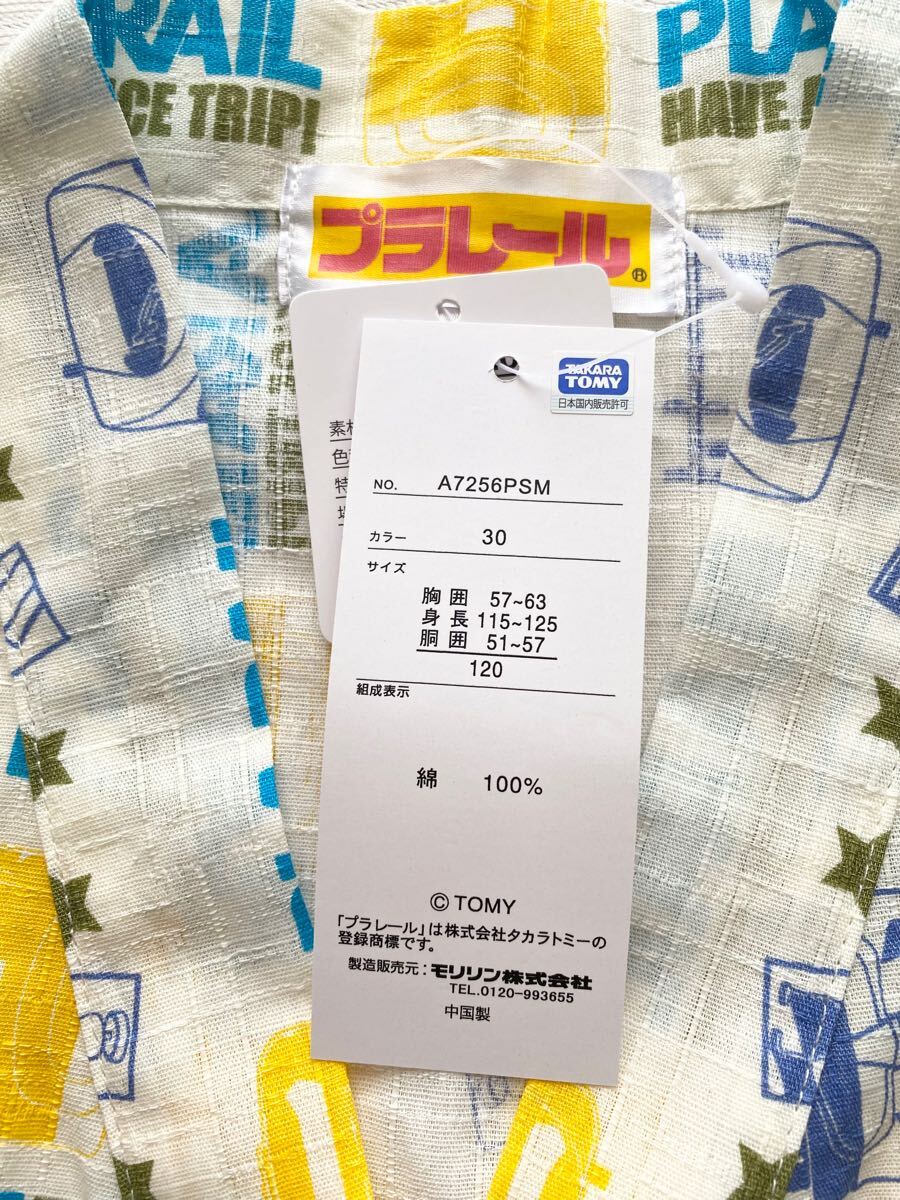 RAIL
PLA
CE TRIP!
HAVE
プラレール®
TAKARA
TOMY
日本国内販売許可
素
色
特
NO. A7256PSM
カラー 30
サイズ
胸囲 57~63
身長 115~125
胴囲 51~57
120
組成表示
綿 100%
© TOMY
「プラレール」は株式会社タカラトミーの
登録商標です。
製造販売元：モリリン株式会社
TEL.0120-993655
中国製